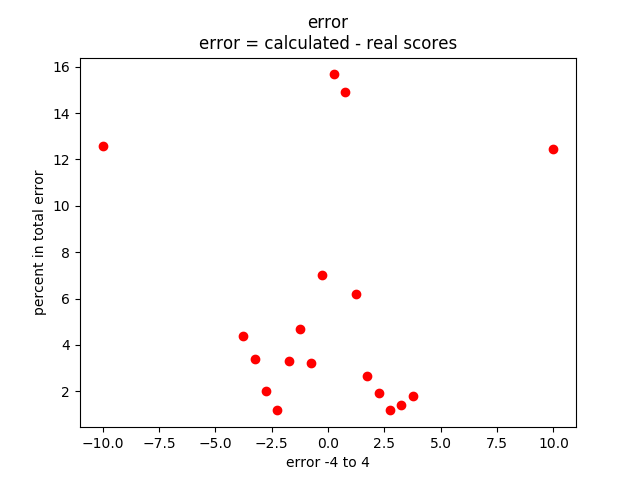 error
error = calculated - real scores
percent in total error
16
14
12
10
8
6
4
2
−10.0 −7.5 −5.0 −2.5 0.0 2.5 5.0 7.5 10.0
error -4 to 4